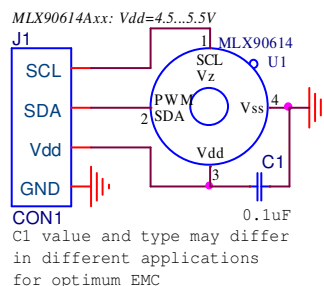 MLX90614Axx: Vdd=4.5...5.5V
J1
1
MLX90614
SCL
SCL
U1
Vz
SDA
PWM
SDA
2
Vss
4
Vdd
Vdd
3
C1
GND
CON1
0.1uF
C1 value and type may differ
in different applications
for optimum EMC